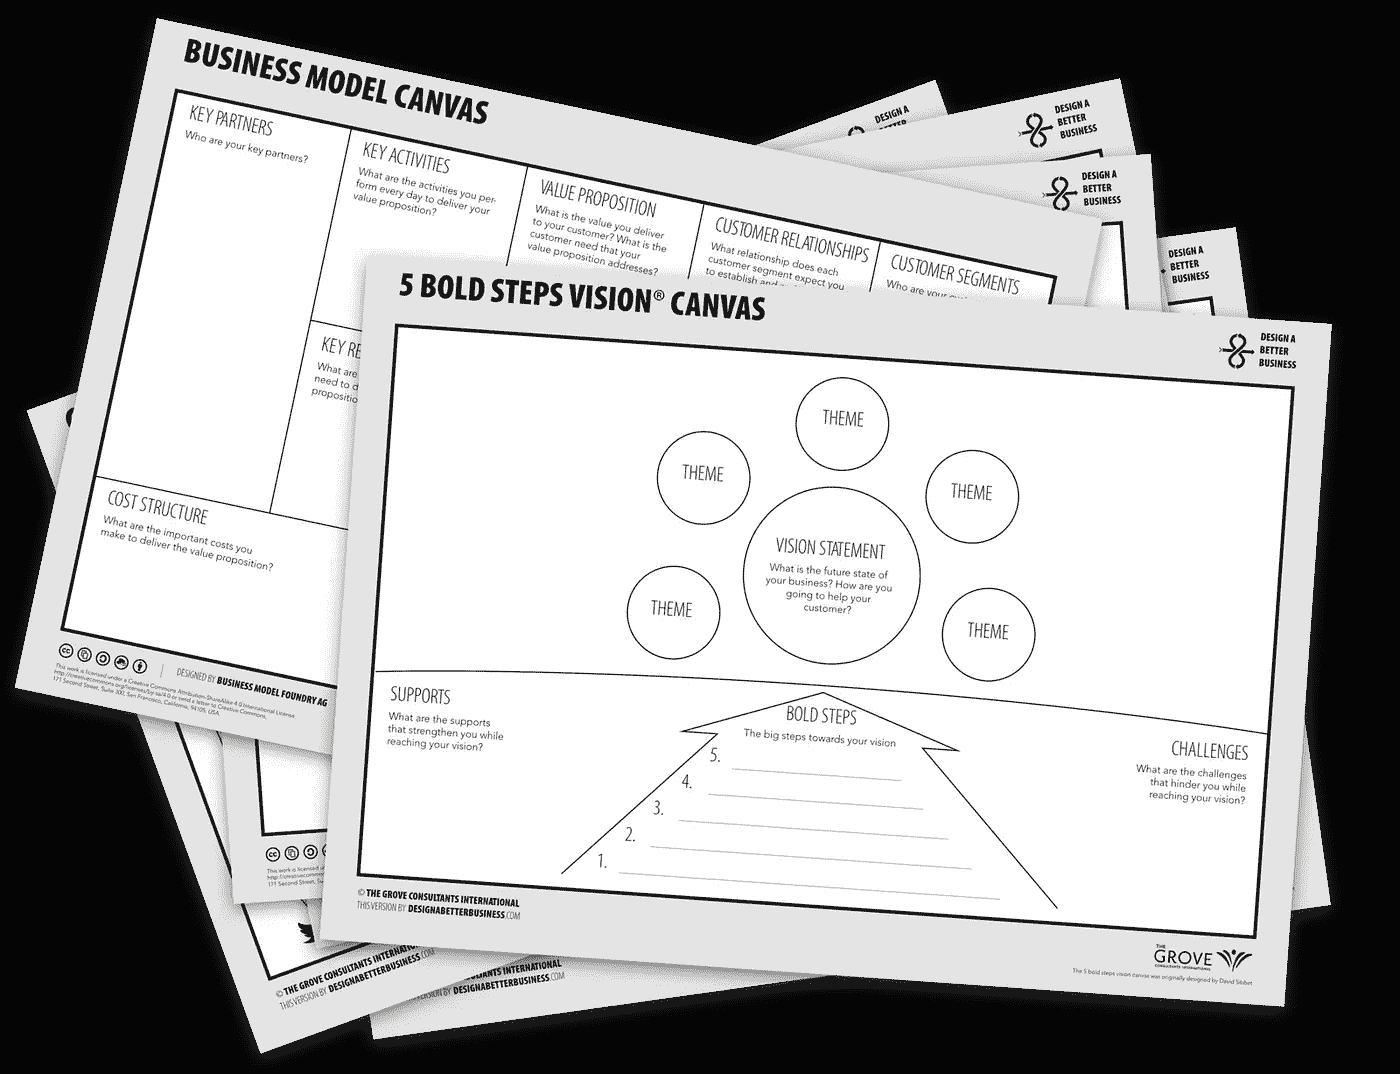 BUSINESS MODEL CANVAS
KEY PARTNERS
Who are your key partners?
KEY ACTIVITIES
What are the activities you per-
form every day to deliver your
value proposition?
VALUE PROPOSITION
What is the value you deliver
to your customer? What is the
customer need that your
value proposition addresses?
CUSTOMER RELATIONSHIPS
What relationship does each
customer segment expect you
to establish and
CUSTOMER SEGMENTS
Who are your
KEY RE
What are
need to d
propositio
COST STRUCTURE
What are the important costs you
make to deliver the value proposition?
DESIGNED BY BUSINESS MODEL FOUNDRY AG
This work is licensed under a Creative Commons Attribution-ShareAlike 4.0 International License.
http://creativecommons.org/licenses/by-sa/4.0 or send a letter to Creative Commons,
171 Second Street, Suite 300, San Francisco, California, 94105, USA.
DESIGN A
DESIGN A
BETTER
BUSINESS
DESIGN A
BETTER
BUSINESS
DESIGN A
BETTER
BUSINESS
5 BOLD STEPS VISION® CANVAS
DESIGN A
BETTER
BUSINESS
THEME
THEME
THEME
VISION STATEMENT
What is the future state of
your business? How are you
going to help your
customer?
THEME
THEME
SUPPORTS
What are the supports
that strengthen you while
reaching your vision?
BOLD STEPS
The big steps towards your vision
5.
4.
3.
2.
1.
CHALLENGES
What are the challenges
that hinder you while
reaching your vision?
© THE GROVE CONSULTANTS INTERNATIONAL
THIS VERSION BY DESIGNABETTERBUSINESS.COM
THE
GROVE
CONSULTANTS INTERNATIONAL
The 5 bold steps vision canvas was originally designed by David Sibbet
This work is licensed
http://creativecommo
171 Second Street, Su
© THE GROVE CONSULTANTS INTERNATIO
THIS VERSION BY DESIGNABETTERBUSINESS.COM
CONSULTANTS INTERNATIONAL
VERSION BY DESIGNABETTERBUSINESS.COM